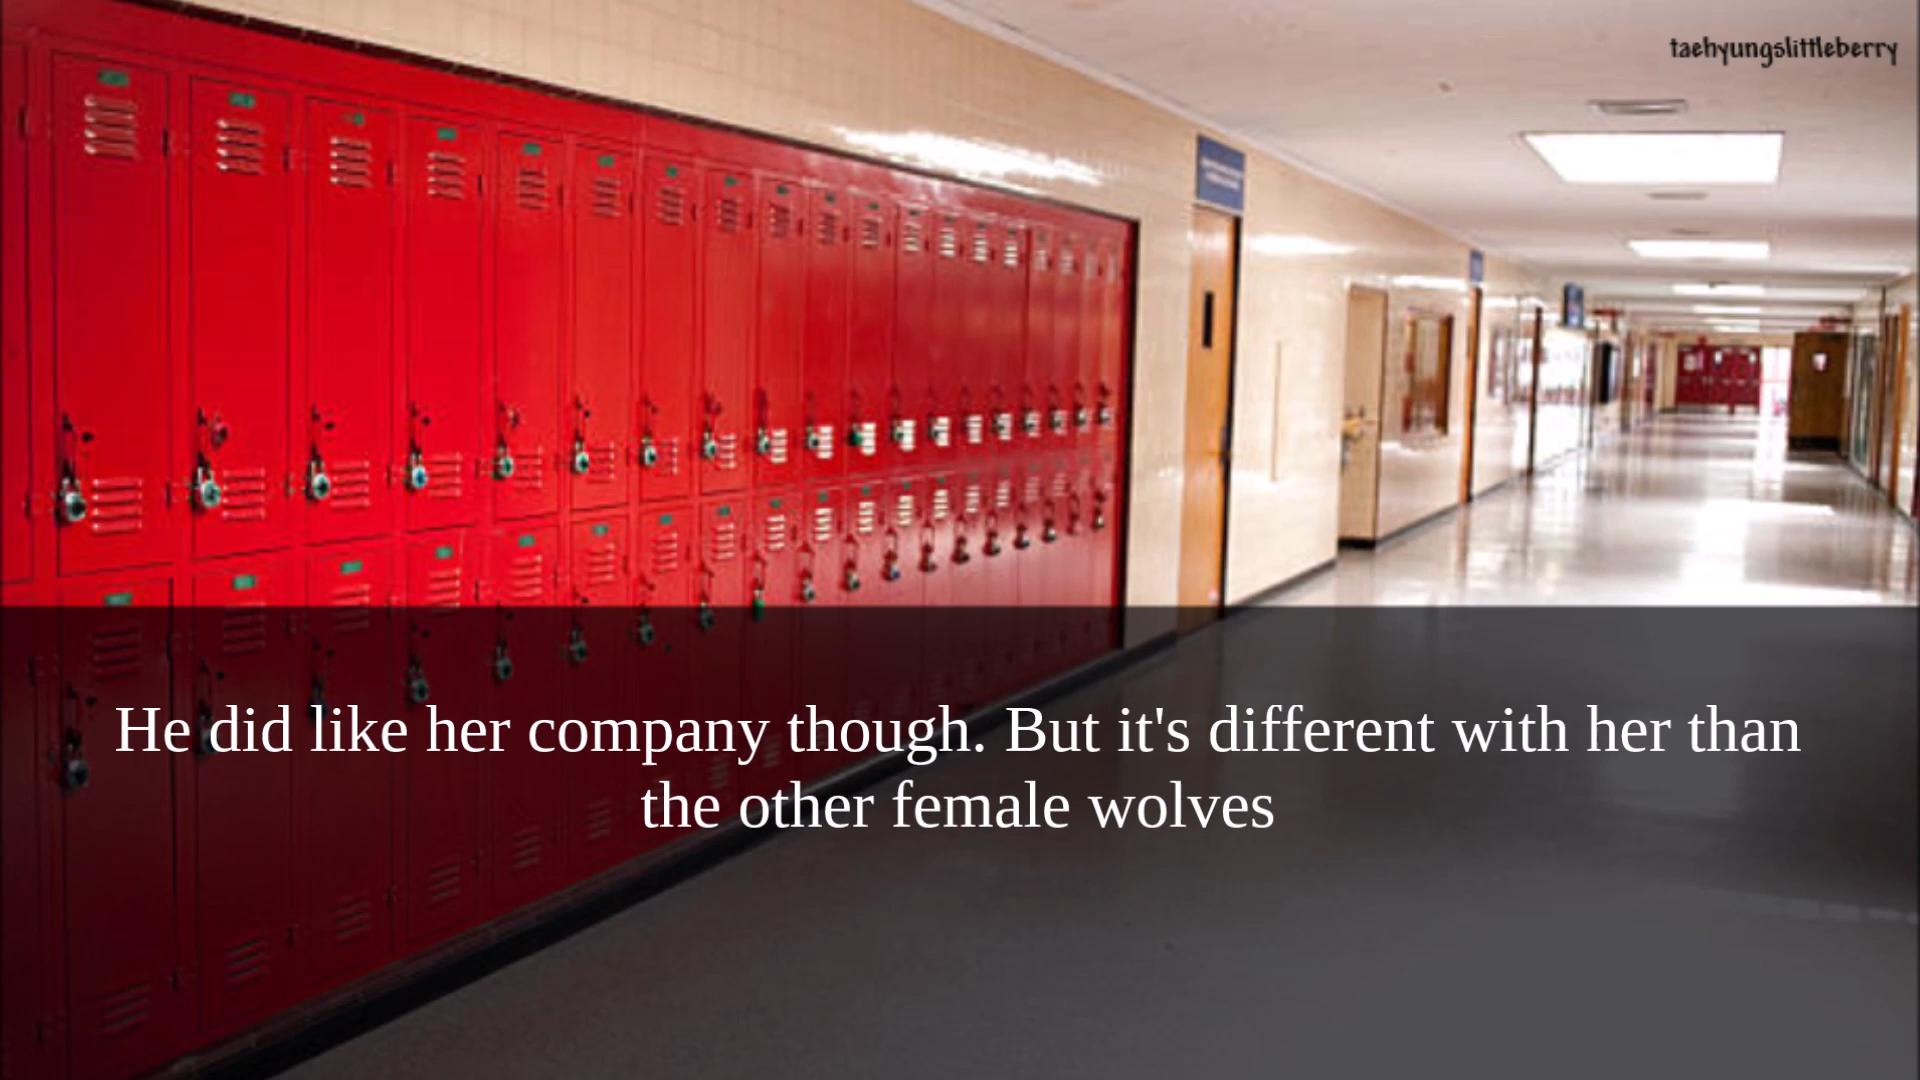 taehyungslittleberry
He did like her company though. But it's different with her than
the other female wolves